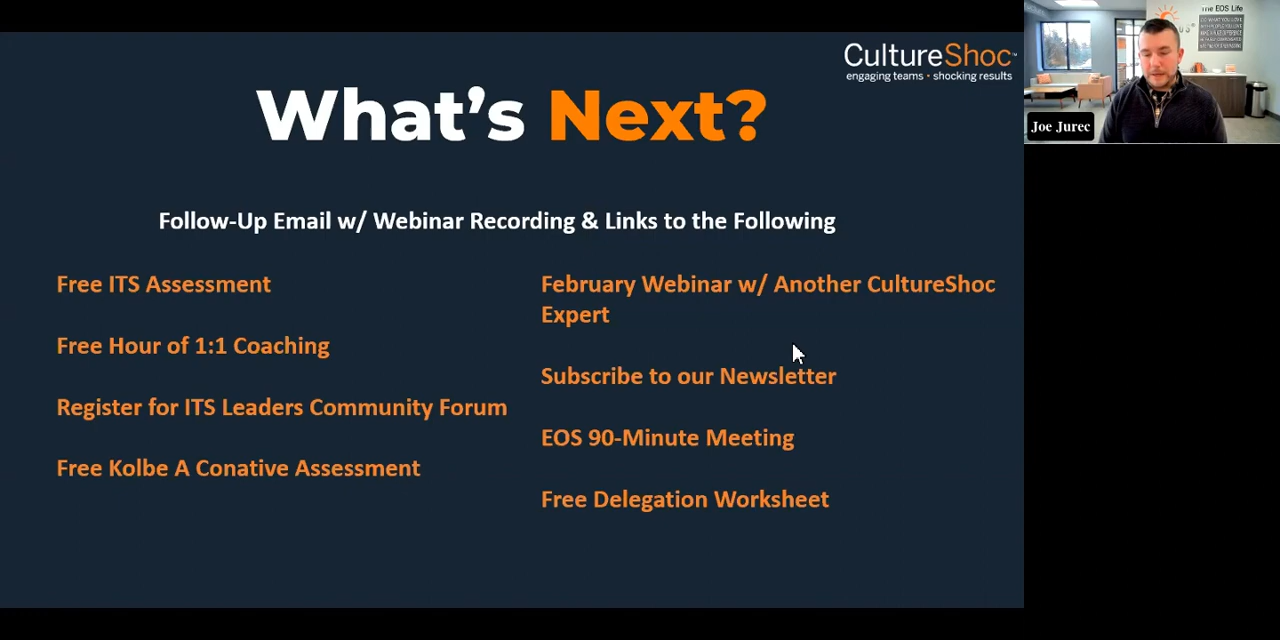 CultureShoc
engaging teams • shocking results
What's Next?
Follow-Up Email w/ Webinar Recording & Links to the Following
Free ITS Assessment
Free Hour of 1:1 Coaching
Register for ITS Leaders Community Forum
Free Kolbe A Conative Assessment
February Webinar w/ Another CultureShoc
Expert
Subscribe to our Newsletter
EOS 90-Minute Meeting
Free Delegation Worksheet
The EOS Life
Joe Jurec